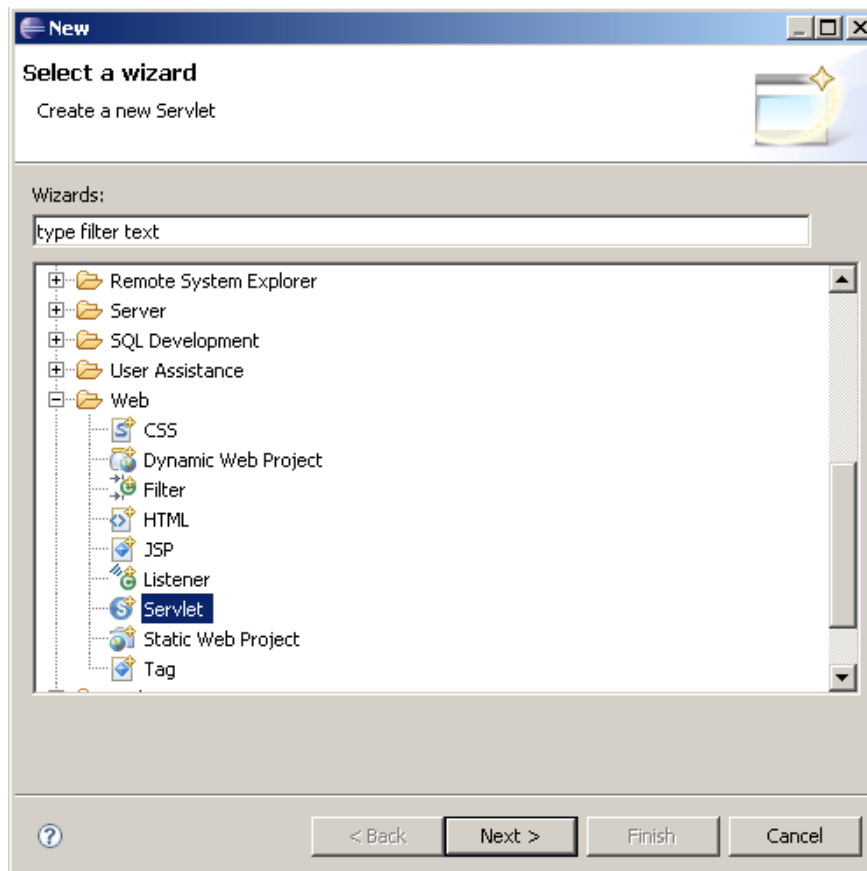 New
Select a wizard
Create a new Servlet
Wizards:
type filter text
Remote System Explorer
Server
SQL Development
User Assistance
Web
CSS
Dynamic Web Project
Filter
HTML
JSP
Listener
Servlet
Static Web Project
Tag
< Back Next > Finish Cancel